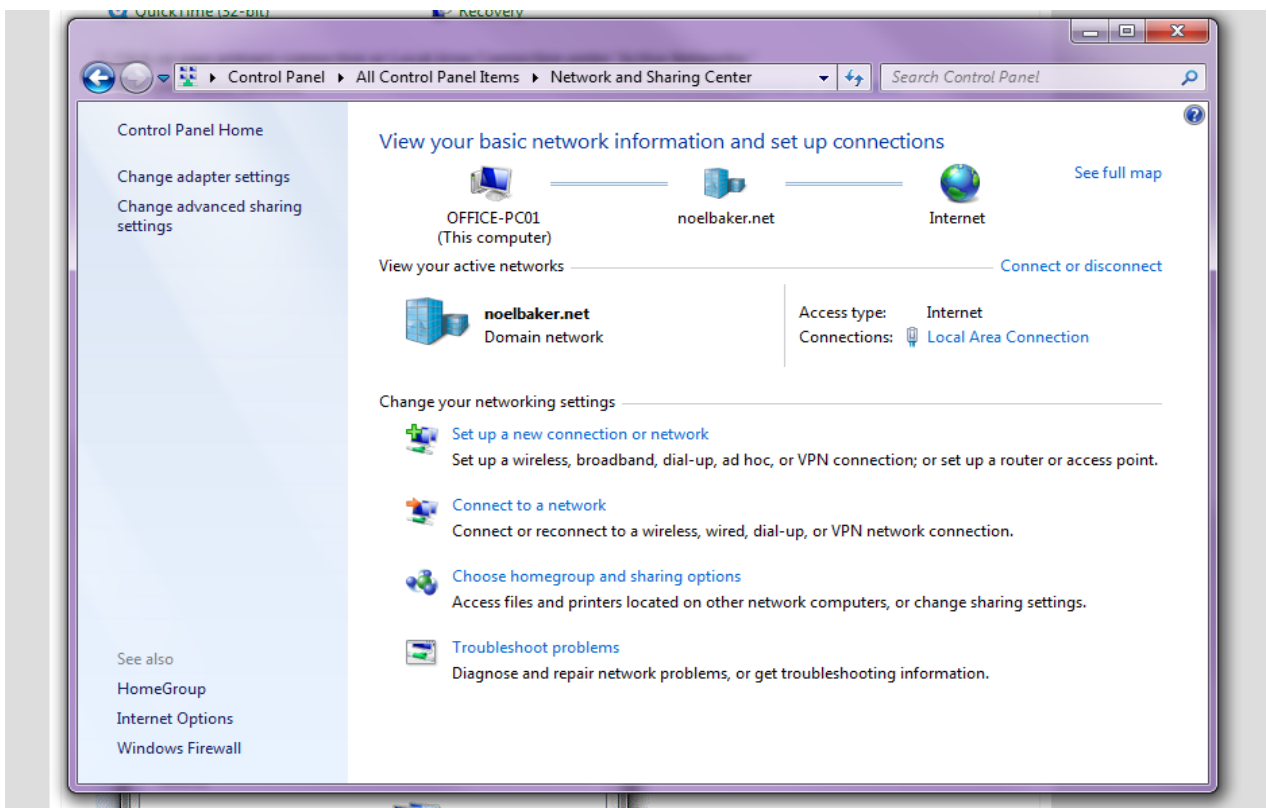 QuickTime (32-bit)
Recovery
Control Panel
All Control Panel Items
Network and Sharing Center
Search Control Panel
Control Panel Home
Change adapter settings
Change advanced sharing
settings
View your basic network information and set up connections
See full map
OFFICE-PC01
(This computer)
noelbaker.net
Internet
View your active networks
Connect or disconnect
noelbaker.net
Domain network
Access type: Internet
Connections: Local Area Connection
Change your networking settings
Set up a new connection or network
Set up a wireless, broadband, dial-up, ad hoc, or VPN connection; or set up a router or access point.
Connect to a network
Connect or reconnect to a wireless, wired, dial-up, or VPN network connection.
Choose homegroup and sharing options
Access files and printers located on other network computers, or change sharing settings.
Troubleshoot problems
Diagnose and repair network problems, or get troubleshooting information.
See also
HomeGroup
Internet Options
Windows Firewall